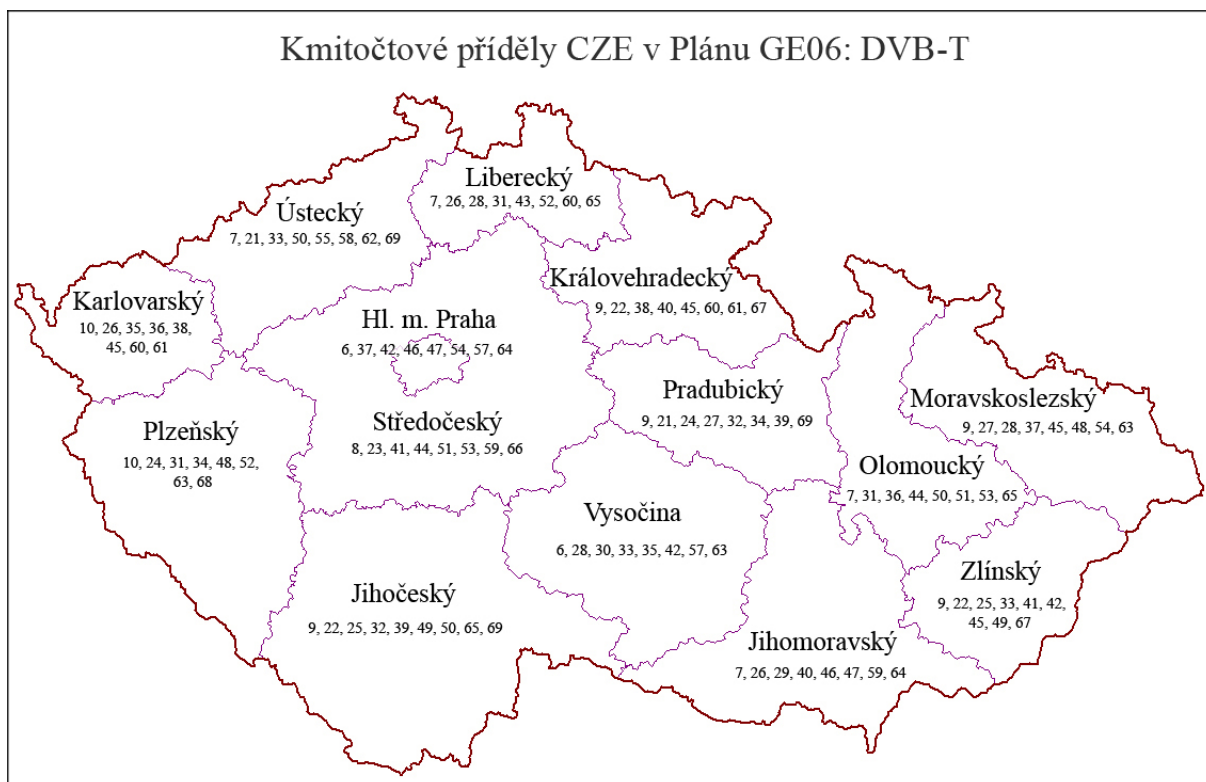 Kmitočtové příděly CZE v Plánu GE06: DVB-T
Liberecký
7, 26, 28, 31, 43, 52, 60, 65
Ústecký
7, 21, 33, 50, 55, 58, 62, 69
Karlovarský
10, 26, 35, 36, 38,
45, 60, 61
Královehradecký
9, 22, 38, 40, 45, 60, 61, 67
Hl. m. Praha
6, 37, 42, 46, 47, 54, 57, 64
Pradubický
9, 21, 24, 27, 32, 34, 39, 69
Moravskoslezský
9, 27, 28, 37, 45, 48, 54, 63
Plzeňský
10, 24, 31, 34, 48, 52,
63, 68
Středočeský
8, 23, 41, 44, 51, 53, 59, 66
Olomoucký
7, 31, 36, 44, 50, 51, 53, 65
Vysočina
6, 28, 30, 33, 35, 42, 57, 63
Zlínský
9, 22, 25, 33, 41, 42,
45, 49, 67
Jihočeský
9, 22, 25, 32, 39, 49, 50, 65, 69
Jihomoravský
7, 26, 29, 40, 46, 47, 59, 64